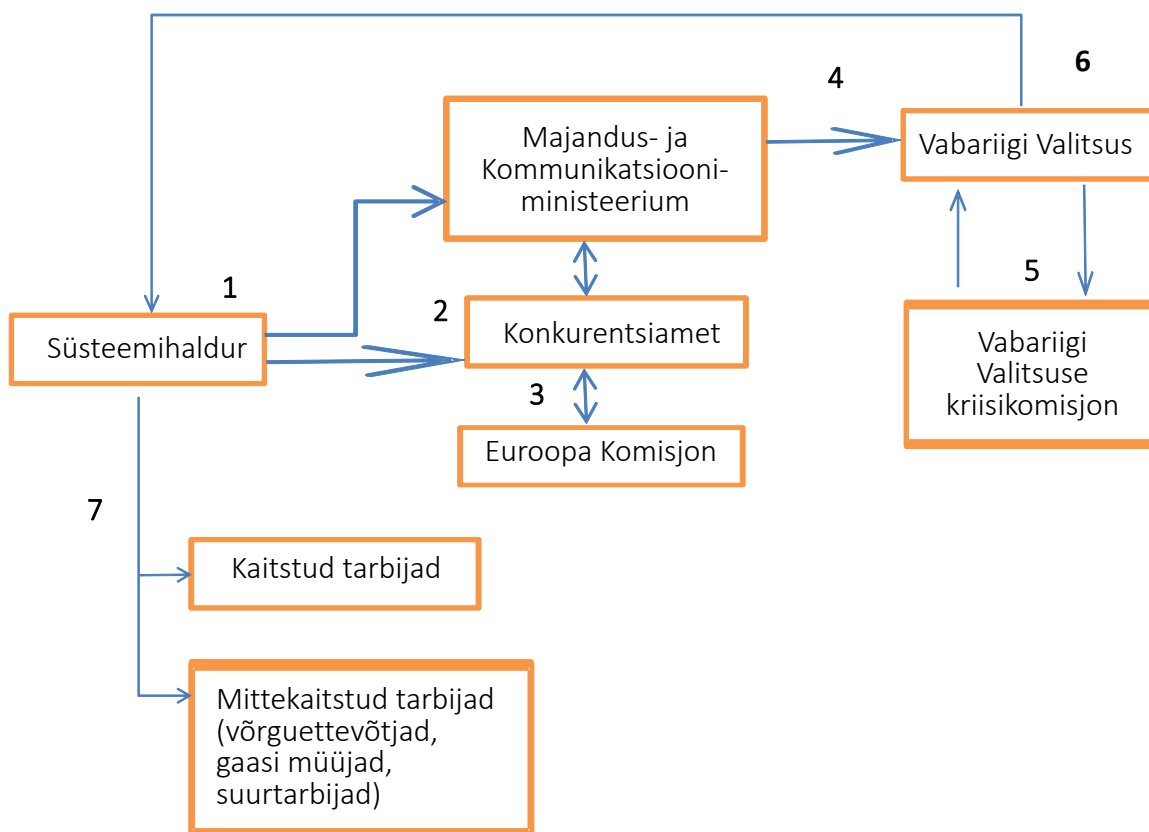 6
4
Majandus- ja
Kommunikatsiooni-
ministeerium
Vabariigi Valitsus
1
2
5
Süsteemihaldur
Konkurentsiamet
Vabariigi
Valitsuse
kriisikomisjon
3
Euroopa Komisjon
7
Kaitstud tarbijad
Mittekaitstud tarbijad
(võrguettevõtjad,
gaasi müüjad,
suurtarbijad)